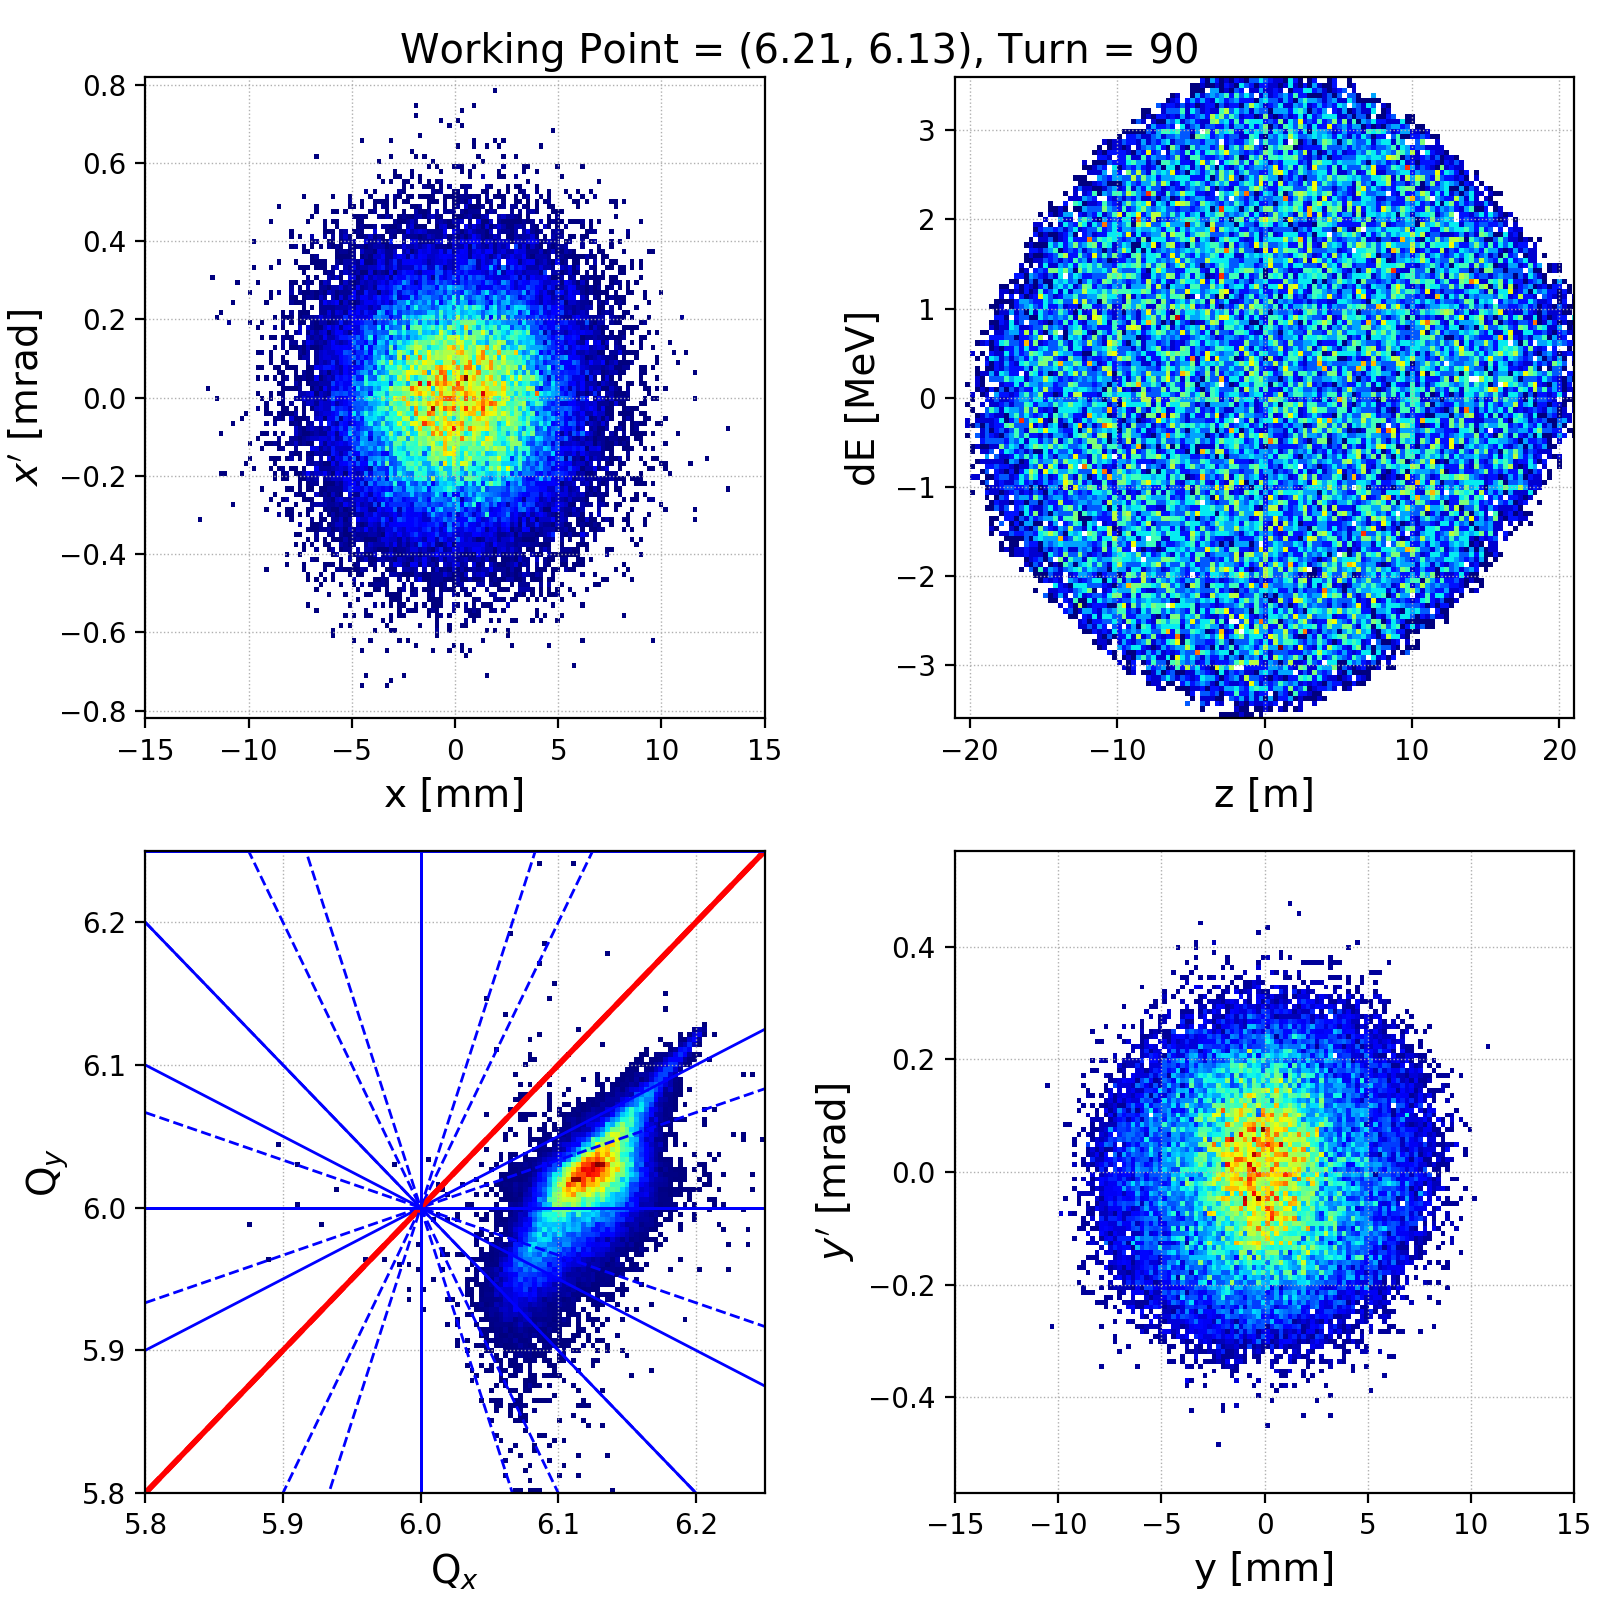 Working Point = (6.21, 6.13), Turn = 90
0.8
0.6
0.4
0.2
0.0
−0.2
−0.4
−0.6
−0.8
x′ [mrad]
−15 −10 −5 0 5 10 15
x [mm]
3
2
1
0
−1
−2
−3
dE [MeV]
−20 −10 0 10 20
z [m]
6.2
6.1
6.0
5.9
5.8
Qy
5.8 5.9 6.0 6.1 6.2
Qx
0.4
0.2
0.0
−0.2
−0.4
y′ [mrad]
−15 −10 −5 0 5 10 15
y [mm]